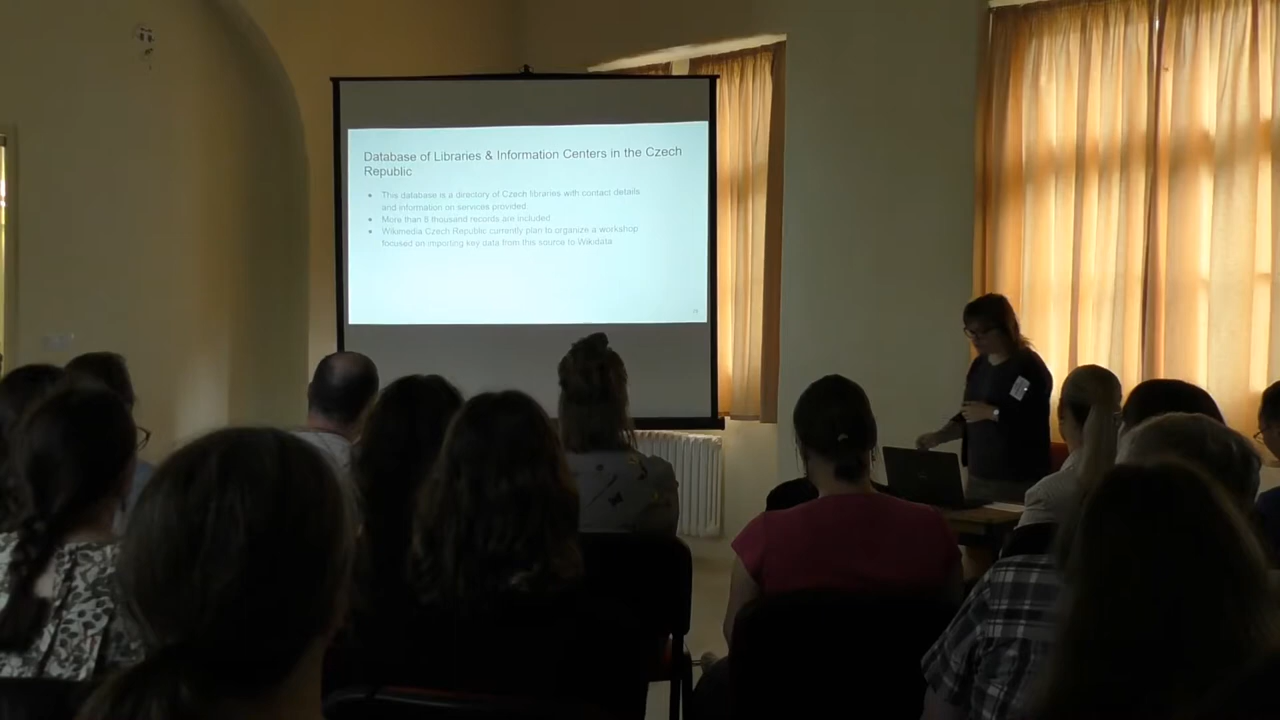 Database of Libraries & Information Centers in the Czech
Republic
● This database is a directory of Czech libraries with contact details
and information on services provided
● More than 8 thousand records are included
● Wikimedia Czech Republic currently plan to organize a workshop
focused on importing key data from this source to Wikidata